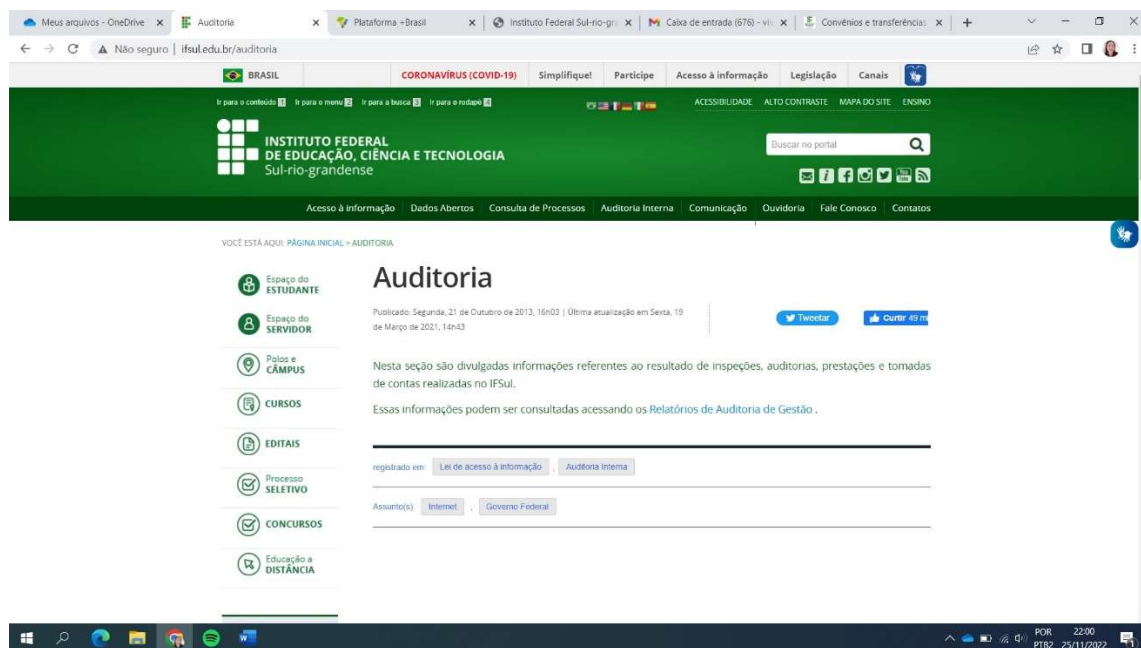 Meus arquivos - OneDrive
Auditoria
Plataforma +Brasil
Instituto Federal Sul-rio-gr
Caixa de entrada (676) - vi
Convênios e transferências
Não seguro | ifsul.edu.br/auditoria
BRASIL
CORONAVÍRUS (COVID-19)
Simplifique!
Participe
Acesso à informação
Legislação
Canais
Ir para o conteúdo 1
Ir para o menu 2
Ir para a busca 3
Ir para o rodapé 4
ACESSIBILIDADE
ALTO CONTRASTE
MAPA DO SITE
ENSINO
INSTITUTO FEDERAL
DE EDUCAÇÃO, CIÊNCIA E TECNOLOGIA
Sul-rio-grandense
Buscar no portal
Acesso à informação
Dados Abertos
Consulta de Processos
Auditoria Interna
Comunicação
Ouvidoria
Fale Conosco
Contatos
VOCÊ ESTÁ AQUI: PÁGINA INICIAL > AUDITORIA
Espaço do
ESTUDANTE
Espaço do
SERVIDOR
Polos e
CÂMPUS
CURSOS
EDITAIS
Processo
SELETIVO
CONCURSOS
Educação a
DISTÂNCIA
Auditoria
Publicado: Segunda, 21 de Outubro de 2013, 16h03 | Última atualização em Sexta, 19
de Março de 2021, 14h43
Tweetar
Curtir 49 m
Nesta seção são divulgadas informações referentes ao resultado de inspeções, auditorias, prestações e tomadas
de contas realizadas no IFSul.
Essas informações podem ser consultadas acessando os Relatórios de Auditoria de Gestão .
registrado em: Lei de acesso à informação , Auditoria Interna
Assunto(s): Internet , Governo Federal
POR
PTB2
22:00
25/11/2022